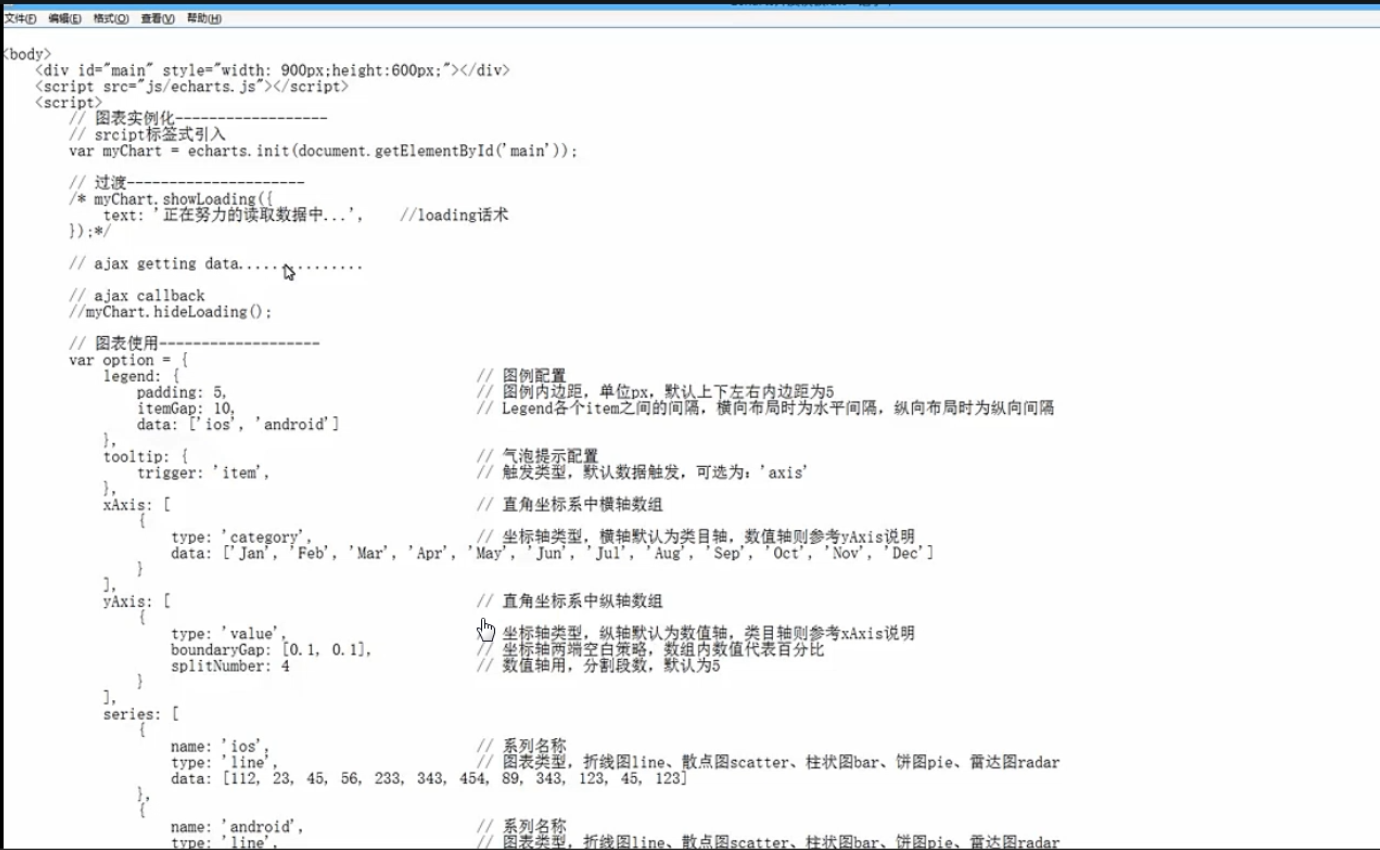 文件(F) 编辑(E) 格式(O) 查看(V) 帮助(H)
<body>
    <div id="main" style="width: 900px;height:600px;"></div>
    <script src="js/echarts.js"></script>
    <script>
        // 图表实例化------------------
        // srcipt标签式引入
        var myChart = echarts.init(document.getElementById('main'));
        // 过渡---------------------
        /* myChart.showLoading({
            text: '正在努力的读取数据中...',    //loading话术
        });*/
        // ajax getting data...............
        // ajax callback
        //myChart.hideLoading();
        // 图表使用-------------------
        var option = {
            legend: {                                   // 图例配置
                padding: 5,                             // 图例内边距，单位px，默认上下左右内边距为5
                itemGap: 10,                            // Legend各个item之间的间隔，横向布局时为水平间隔，纵向布局时为纵向间隔
                data: ['ios', 'android']
            },
            tooltip: {                                  // 气泡提示配置
                trigger: 'item',                        // 触发类型，默认数据触发，可选为：'axis'
            },
            xAxis: [                                    // 直角坐标系中横轴数组
                {
                    type: 'category',                   // 坐标轴类型，横轴默认为类目轴，数值轴则参考yAxis说明
                    data: ['Jan', 'Feb', 'Mar', 'Apr', 'May', 'Jun', 'Jul', 'Aug', 'Sep', 'Oct', 'Nov', 'Dec']
                }
            ],
            yAxis: [                                    // 直角坐标系中纵轴数组
                {
                    type: 'value',                      // 坐标轴类型，纵轴默认为数值轴，类目轴则参考xAxis说明
                    boundaryGap: [0.1, 0.1],            // 坐标轴两端空白策略，数组内数值代表百分比
                    splitNumber: 4                      // 数值轴用，分割段数，默认为5
                }
            ],
            series: [
                {
                    name: 'ios',                        // 系列名称
                    type: 'line',                       // 图表类型，折线图line、散点图scatter、柱状图bar、饼图pie、雷达图radar
                    data: [112, 23, 45, 56, 233, 343, 454, 89, 343, 123, 45, 123]
                },
                {
                    name: 'android',                    // 系列名称
                    type: 'line',                       // 图表类型，折线图line、散点图scatter、柱状图bar、饼图pie、雷达图radar